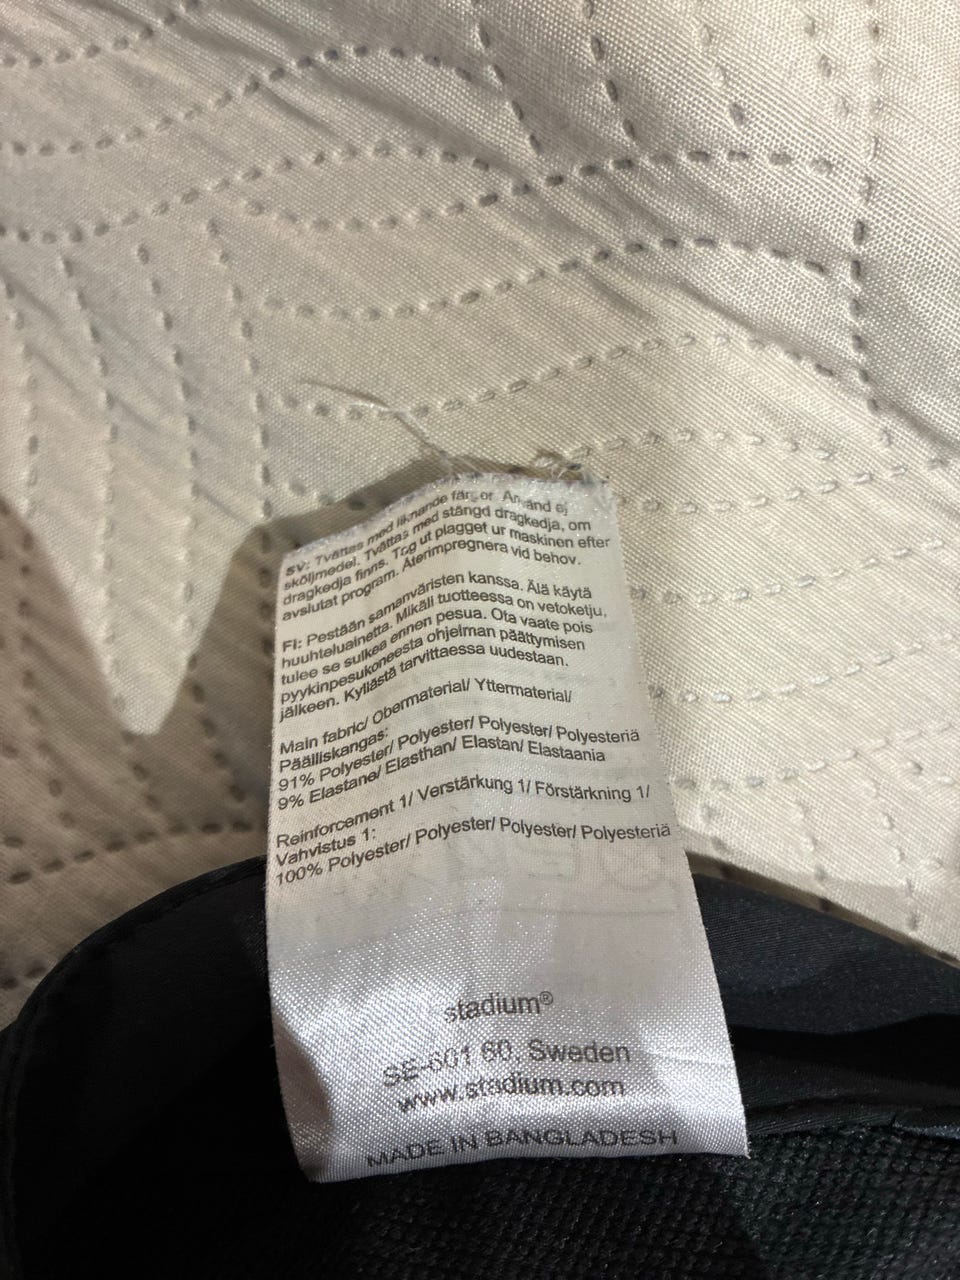 SV: Tvättas med liknande färger. Använd ej
sköljmedel. Tvättas med stängd dragkedja, om
dragkedja finns. Tag ut plagget ur maskinen efter
avslutat program. Återimpregnera vid behov.
FI: Pestään samanväristen kanssa. Älä käytä
huuhteluainetta. Mikäli tuotteessa on vetoketju,
tulee se sulkea ennen pesua. Ota vaate pois
pyykinpesukoneesta ohjelman päättymisen
jälkeen. Kyllästä tarvittaessa uudestaan.
Main fabric/ Obermaterial/ Yttermaterial/
Päälliskangas:
91% Polyester/ Polyester/ Polyester/ Polyesteriä
9% Elastane/ Elasthan/ Elastan/ Elastaania
Reinforcement 1/ Verstärkung 1/ Förstärkning 1/
Vahvistus 1:
100% Polyester/ Polyester/ Polyester/ Polyesteriä
stadium®
SE-601 60, Sweden
www.stadium.com
MADE IN BANGLADESH